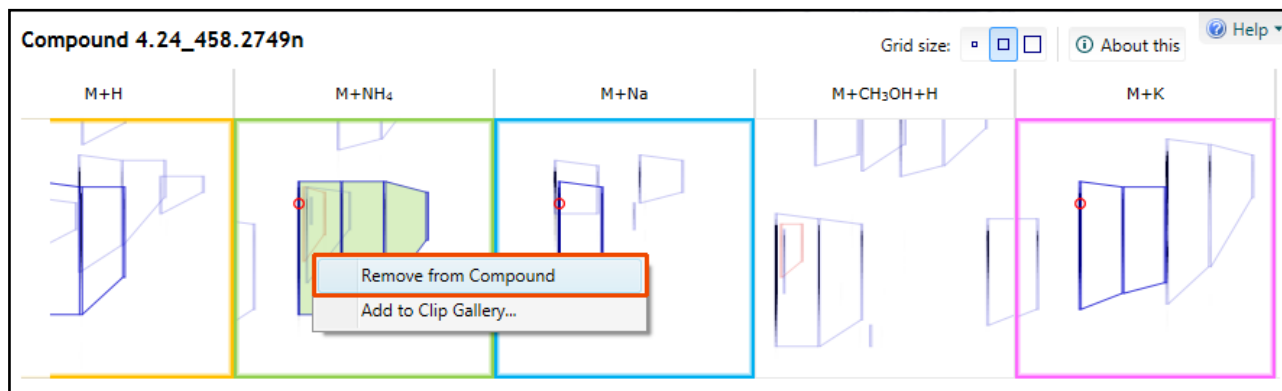 Compound 4.24_458.2749n
Grid size:
About this
Help
M+H
M+NH₄
M+Na
M+CH₃OH+H
M+K
Remove from Compound
Add to Clip Gallery...